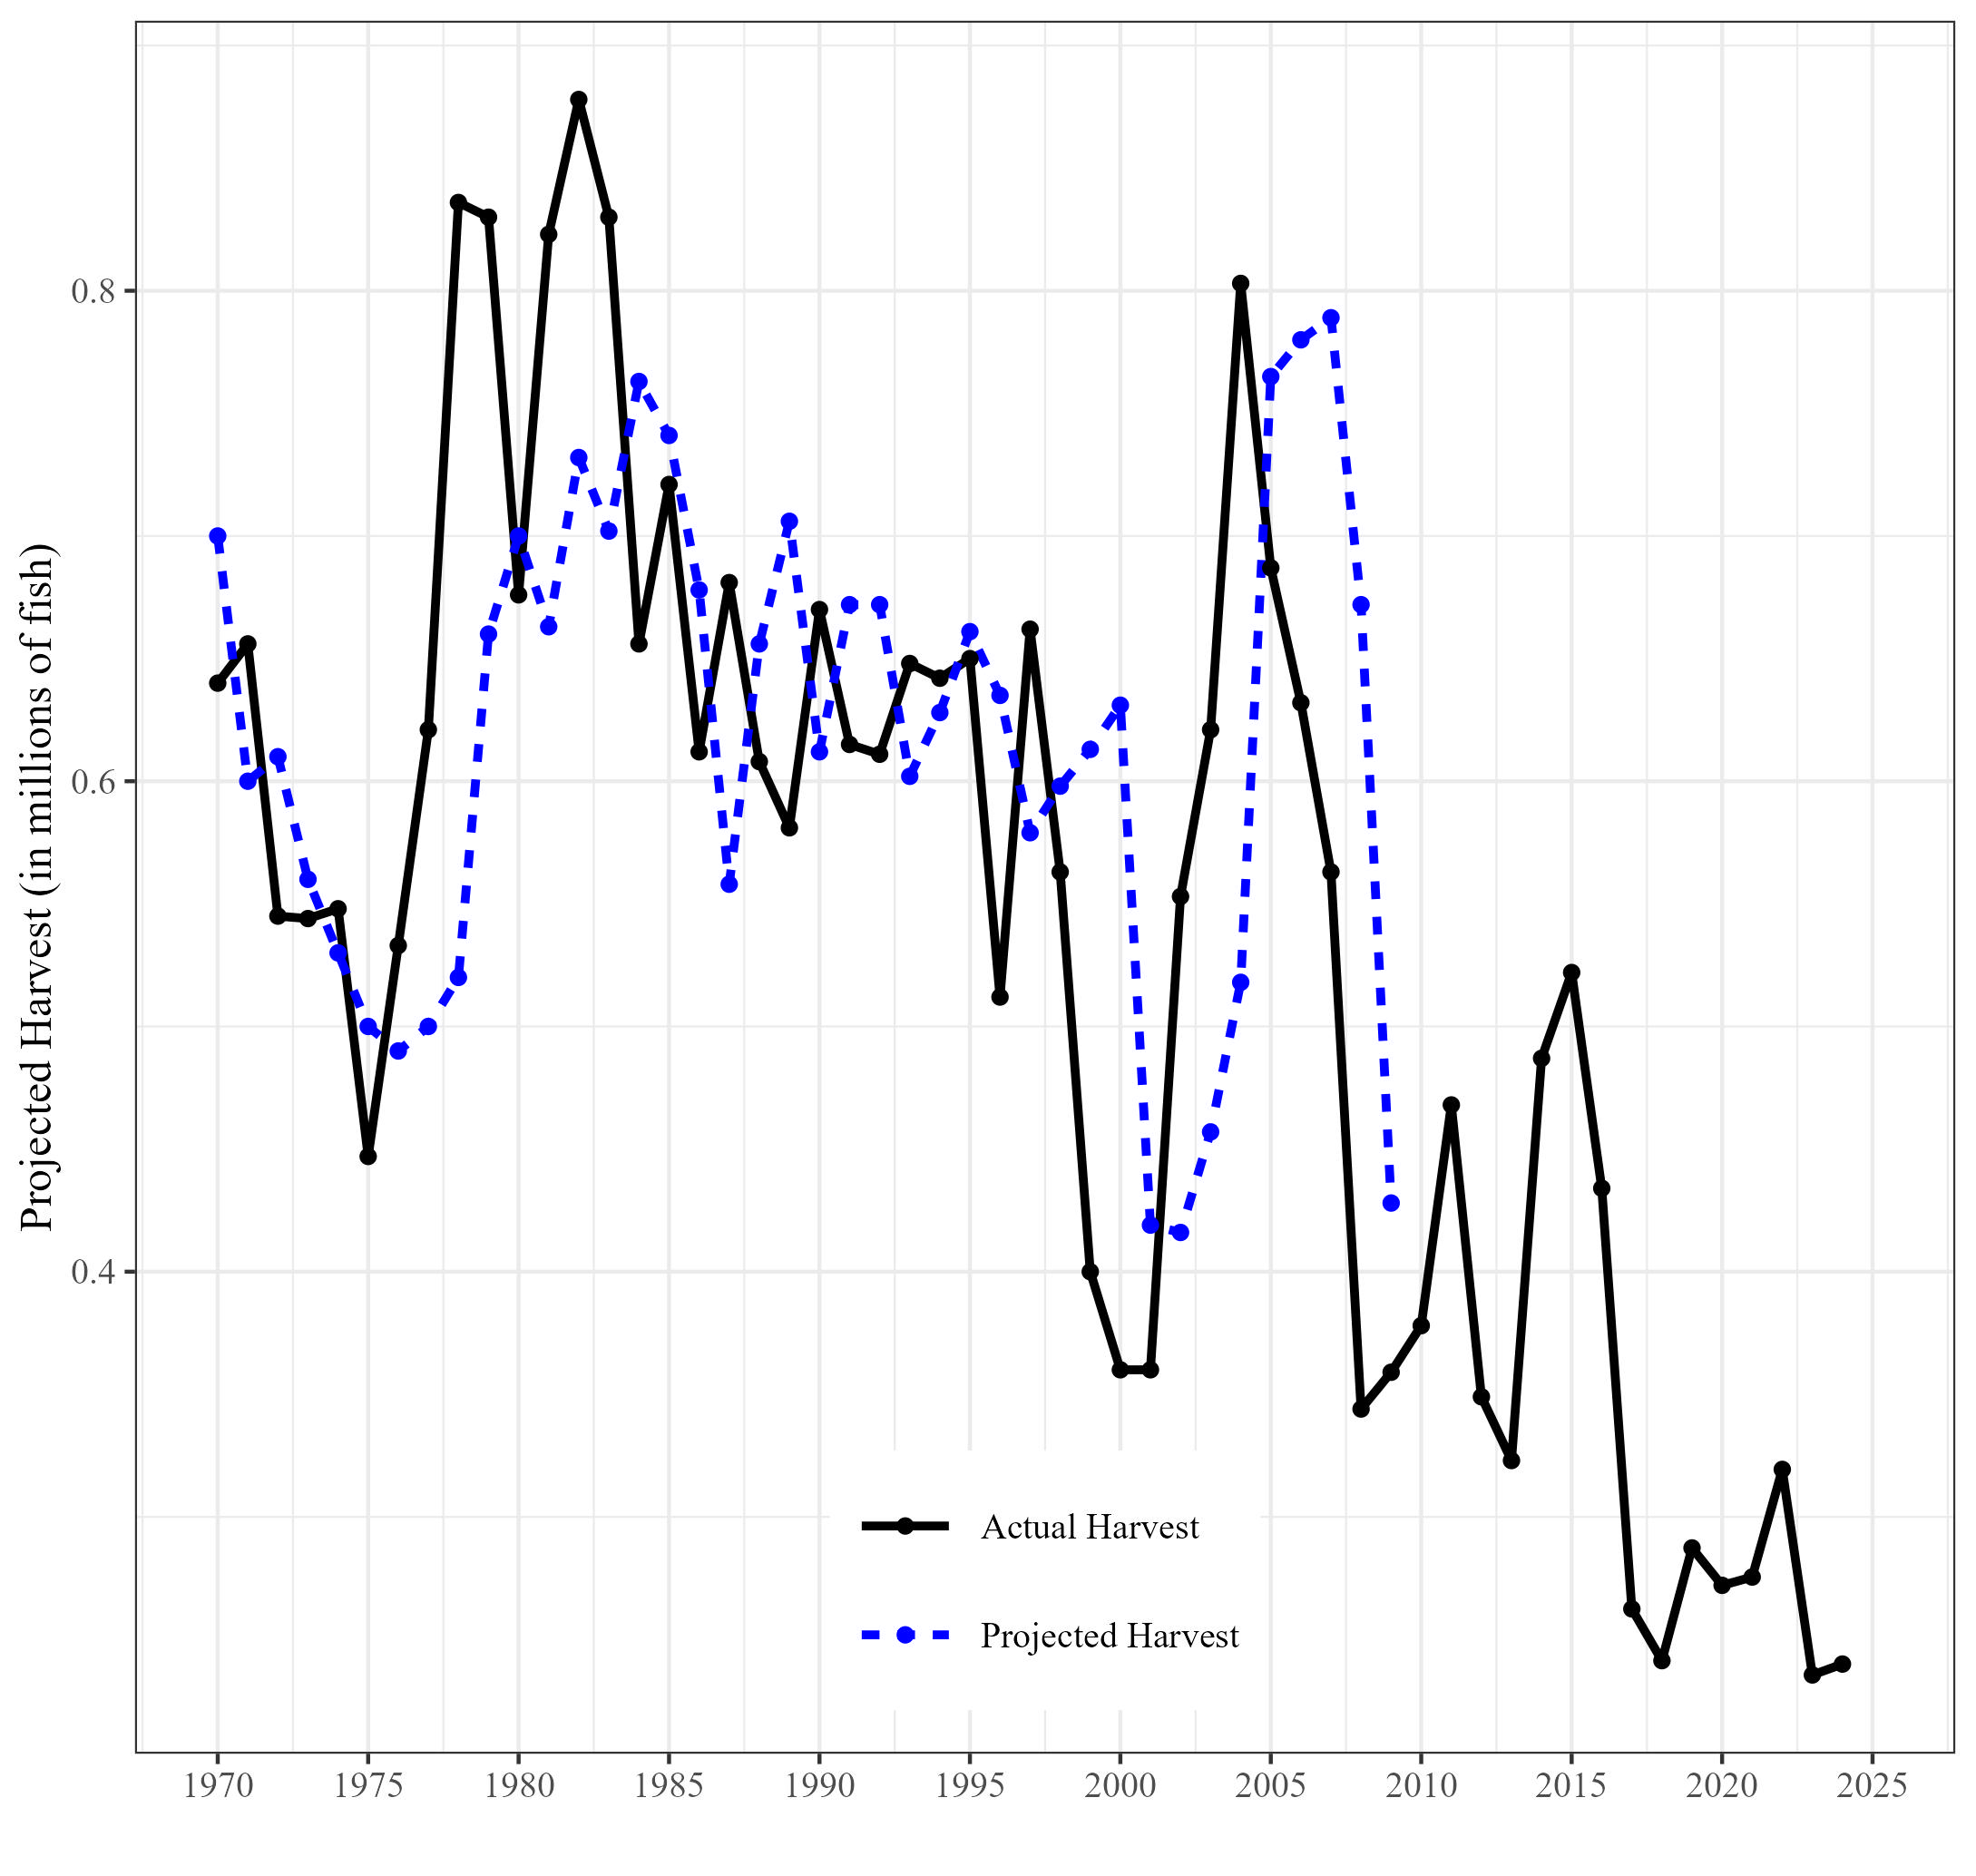 Projected Harvest (in millions of fish)
0.8
0.6
0.4
Actual Harvest
Projected Harvest
1970 1975 1980 1985 1990 1995 2000 2005 2010 2015 2020 2025